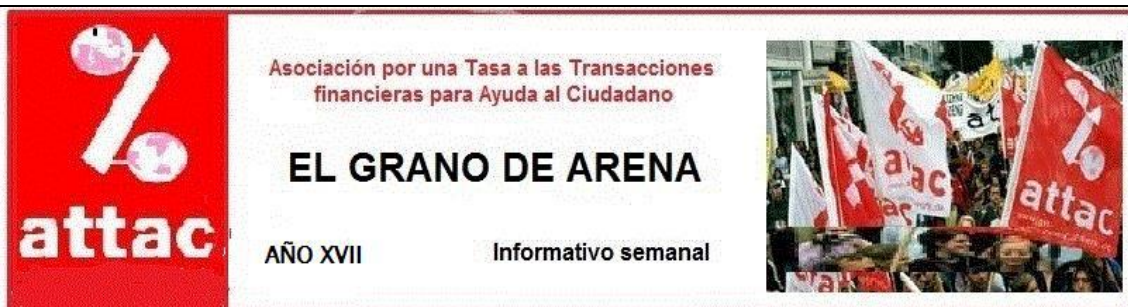 attac
Asociación por una Tasa a las Transacciones
financieras para Ayuda al Ciudadano
EL GRANO DE ARENA
AÑO XVII
Informativo semanal
attac
attac